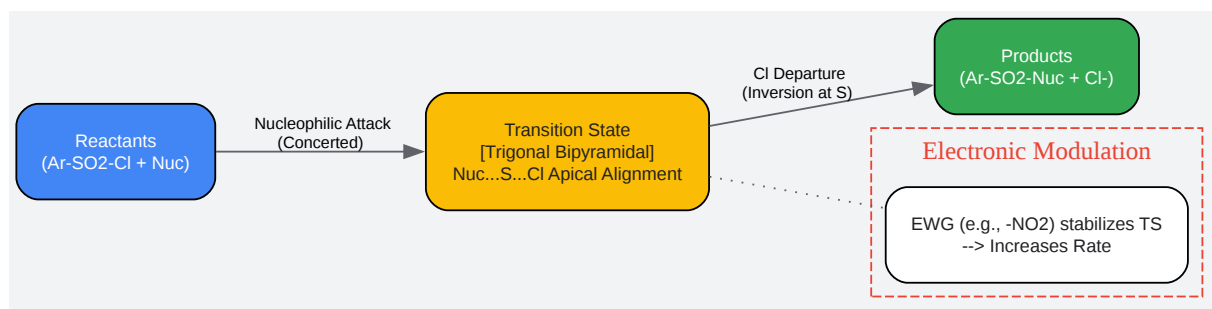 Reactants
(Ar-SO2-Cl + Nuc)
Nucleophilic Attack
(Concerted)
Transition State
[Trigonal Bipyramidal]
Nuc...S...Cl Apical Alignment
Cl Departure
(Inversion at S)
Products
(Ar-SO2-Nuc + Cl-)
Electronic Modulation
EWG (e.g., -NO2) stabilizes TS
--> Increases Rate